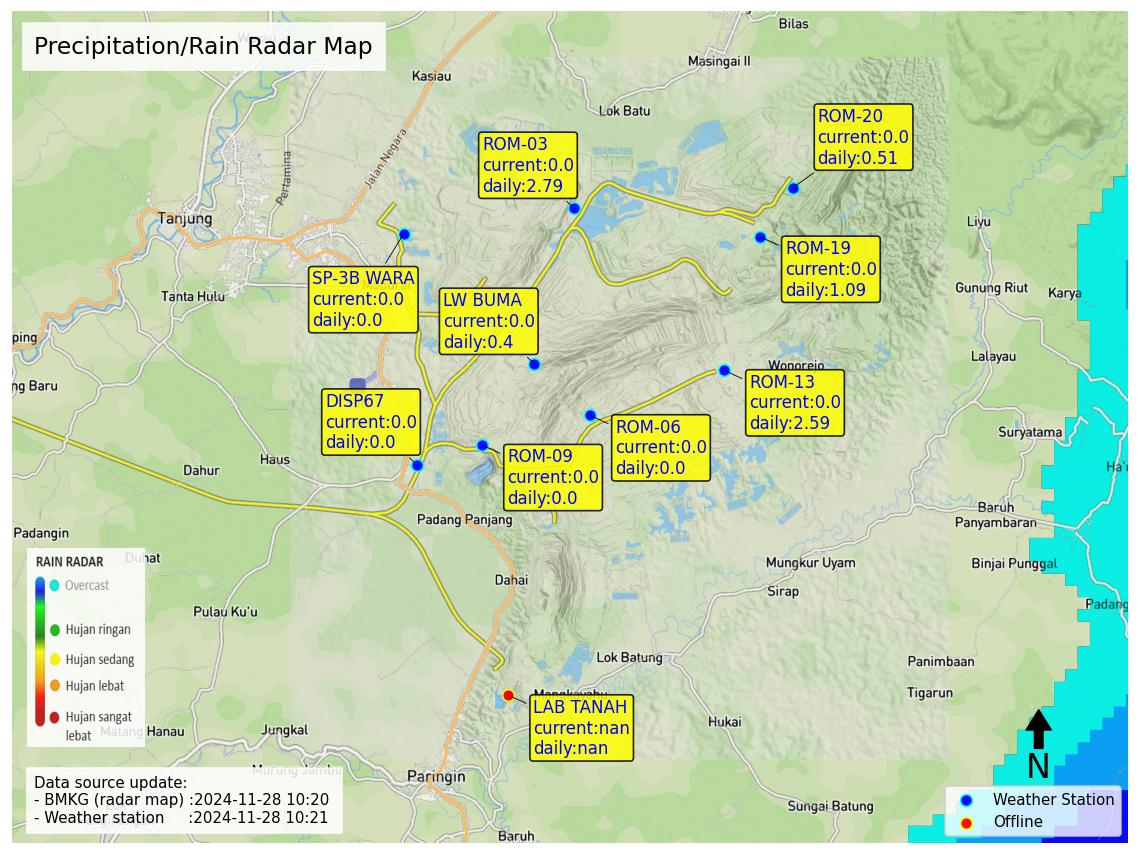 Precipitation/Rain Radar Map
Bilas
Masingai II
Kasiau
Lok Batu
Jalan Negara
Pertamina
Tanjung
Tanta Hulu
ping
ng Baru
ROM-20
current:0.0
daily:0.51
ROM-03
current:0.0
daily:2.79
ROM-19
current:0.0
daily:1.09
SP-3B WARA
current:0.0
daily:0.0
LW BUMA
current:0.0
daily:0.4
Liyu
Gunung Riut
Karya
Lalayau
Wonorejo
ROM-13
current:0.0
daily:2.59
DISP67
current:0.0
daily:0.0
ROM-06
current:0.0
daily:0.0
ROM-09
current:0.0
daily:0.0
Suryatama
Haus
Dahur
Padangin
Duhat
Padang Panjang
Baruh
Panyambaran
Binjai Punggal
Mungkur Uyam
Sirap
Padang
Dahai
Pulau Ku'u
RAIN RADAR
Overcast
Hujan ringan
Hujan sedang
Hujan lebat
Hujan sangat
lebat
Lok Batung
Panimbaan
Tigarun
Mangkayahu
LAB TANAH
current:nan
daily:nan
Matang Hanau
Jungkal
Murung Jambu
Hukai
Paringin
Sungai Batung
Baruh
N
Data source update:
- BMKG (radar map) :2024-11-28 10:20
- Weather station :2024-11-28 10:21
Weather Station
Offline